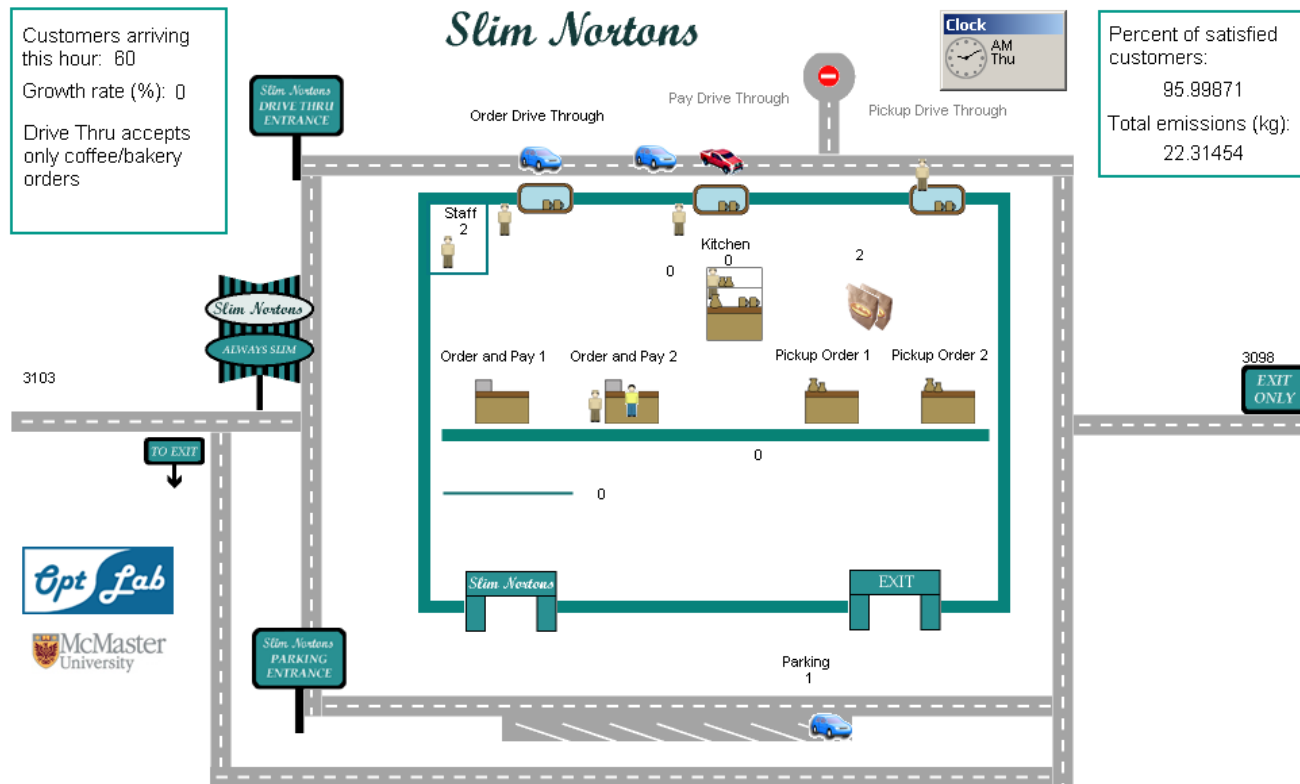 Slim Nortons
Customers arriving
this hour: 60
Growth rate (%): 0
Drive Thru accepts
only coffee/bakery
orders
Clock
AM
Thu
Percent of satisfied
customers:
95.99871
Total emissions (kg):
22.31454
Slim Nortons
DRIVE THRU
ENTRANCE
Order Drive Through
Pay Drive Through
Pickup Drive Through
Staff
2
Kitchen
0
0
2
Slim Nortons
ALWAYS SLIM
Order and Pay 1
Order and Pay 2
Pickup Order 1
Pickup Order 2
3103
3098
EXIT
ONLY
TO EXIT
0
0
Opt Lab
McMaster
University
Slim Nortons
EXIT
Slim Nortons
PARKING
ENTRANCE
Parking
1